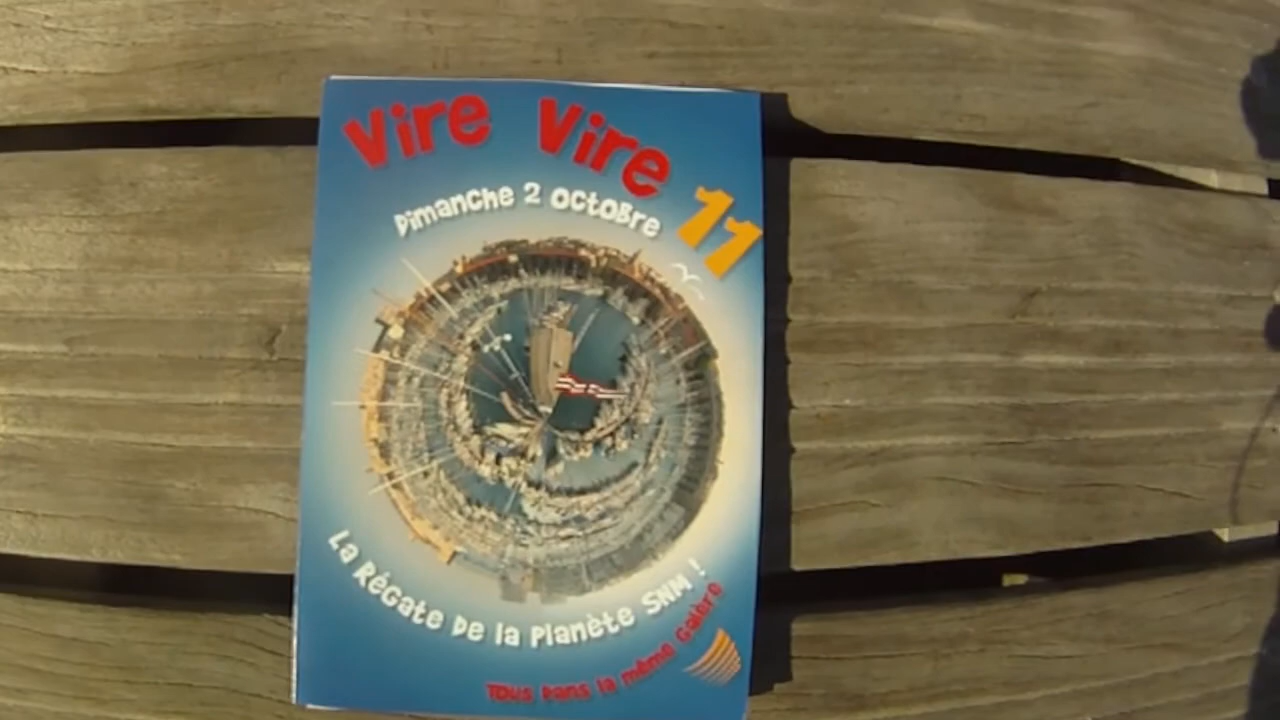 Vire Vire 11
Dimanche 2 octobre
La Régate de la Planète SNM !
Tous dans la même galère